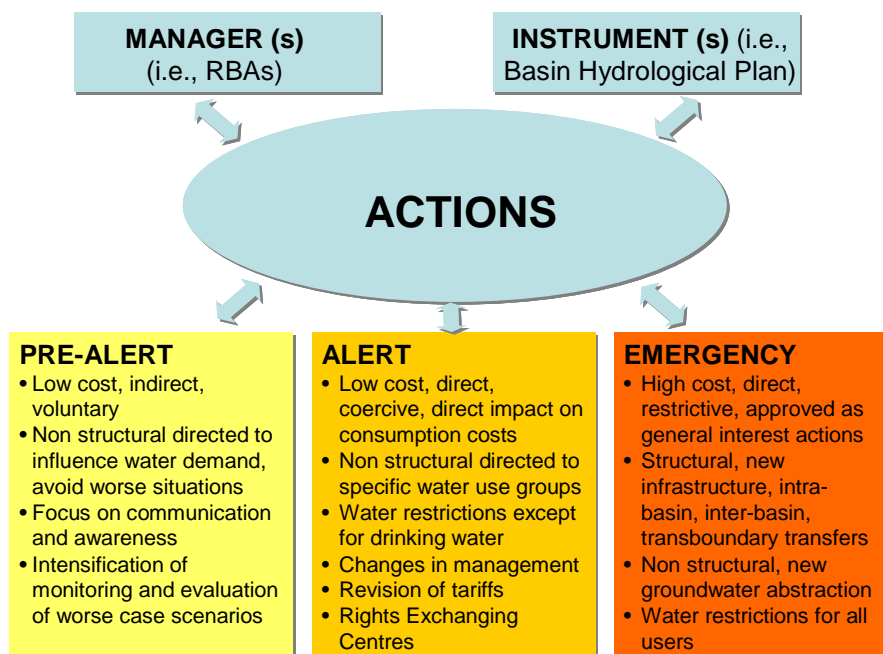 MANAGER (s)
(i.e., RBAs)
INSTRUMENT (s) (i.e.,
Basin Hydrological Plan)
ACTIONS
PRE-ALERT
• Low cost, indirect,
voluntary
• Non structural directed to
influence water demand,
avoid worse situations
• Focus on communication
and awareness
• Intensification of
monitoring and evaluation
of worse case scenarios
ALERT
• Low cost, direct,
coercive, direct impact on
consumption costs
• Non structural directed to
specific water use groups
• Water restrictions except
for drinking water
• Changes in management
• Revision of tariffs
• Rights Exchanging
Centres
EMERGENCY
• High cost, direct,
restrictive, approved as
general interest actions
• Structural, new
infrastructure, intra-
basin, inter-basin,
transboundary transfers
• Non structural, new
groundwater abstraction
• Water restrictions for all
users